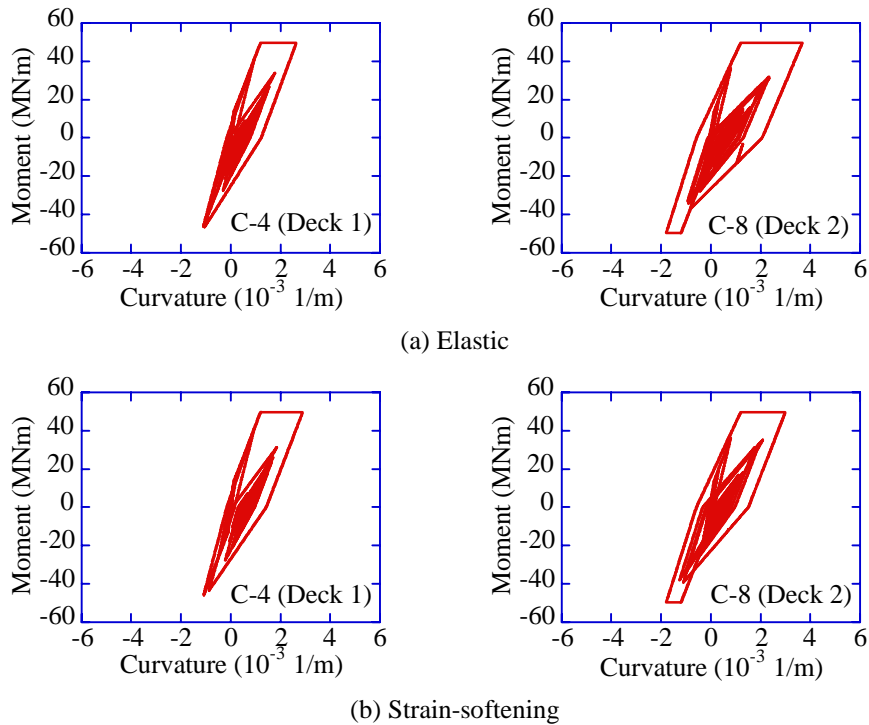 60
40
20
0
-20
-40
-60
Moment (MNm)
C-4 (Deck 1)
-6 -4 -2 0 2 4 6
Curvature (10⁻³ 1/m)
60
40
20
0
-20
-40
-60
Moment (MNm)
C-8 (Deck 2)
-6 -4 -2 0 2 4 6
Curvature (10⁻³ 1/m)
(a) Elastic
60
40
20
0
-20
-40
-60
Moment (MNm)
C-4 (Deck 1)
-6 -4 -2 0 2 4 6
Curvature (10⁻³ 1/m)
60
40
20
0
-20
-40
-60
Moment (MNm)
C-8 (Deck 2)
-6 -4 -2 0 2 4 6
Curvature (10⁻³ 1/m)
(b) Strain-softening